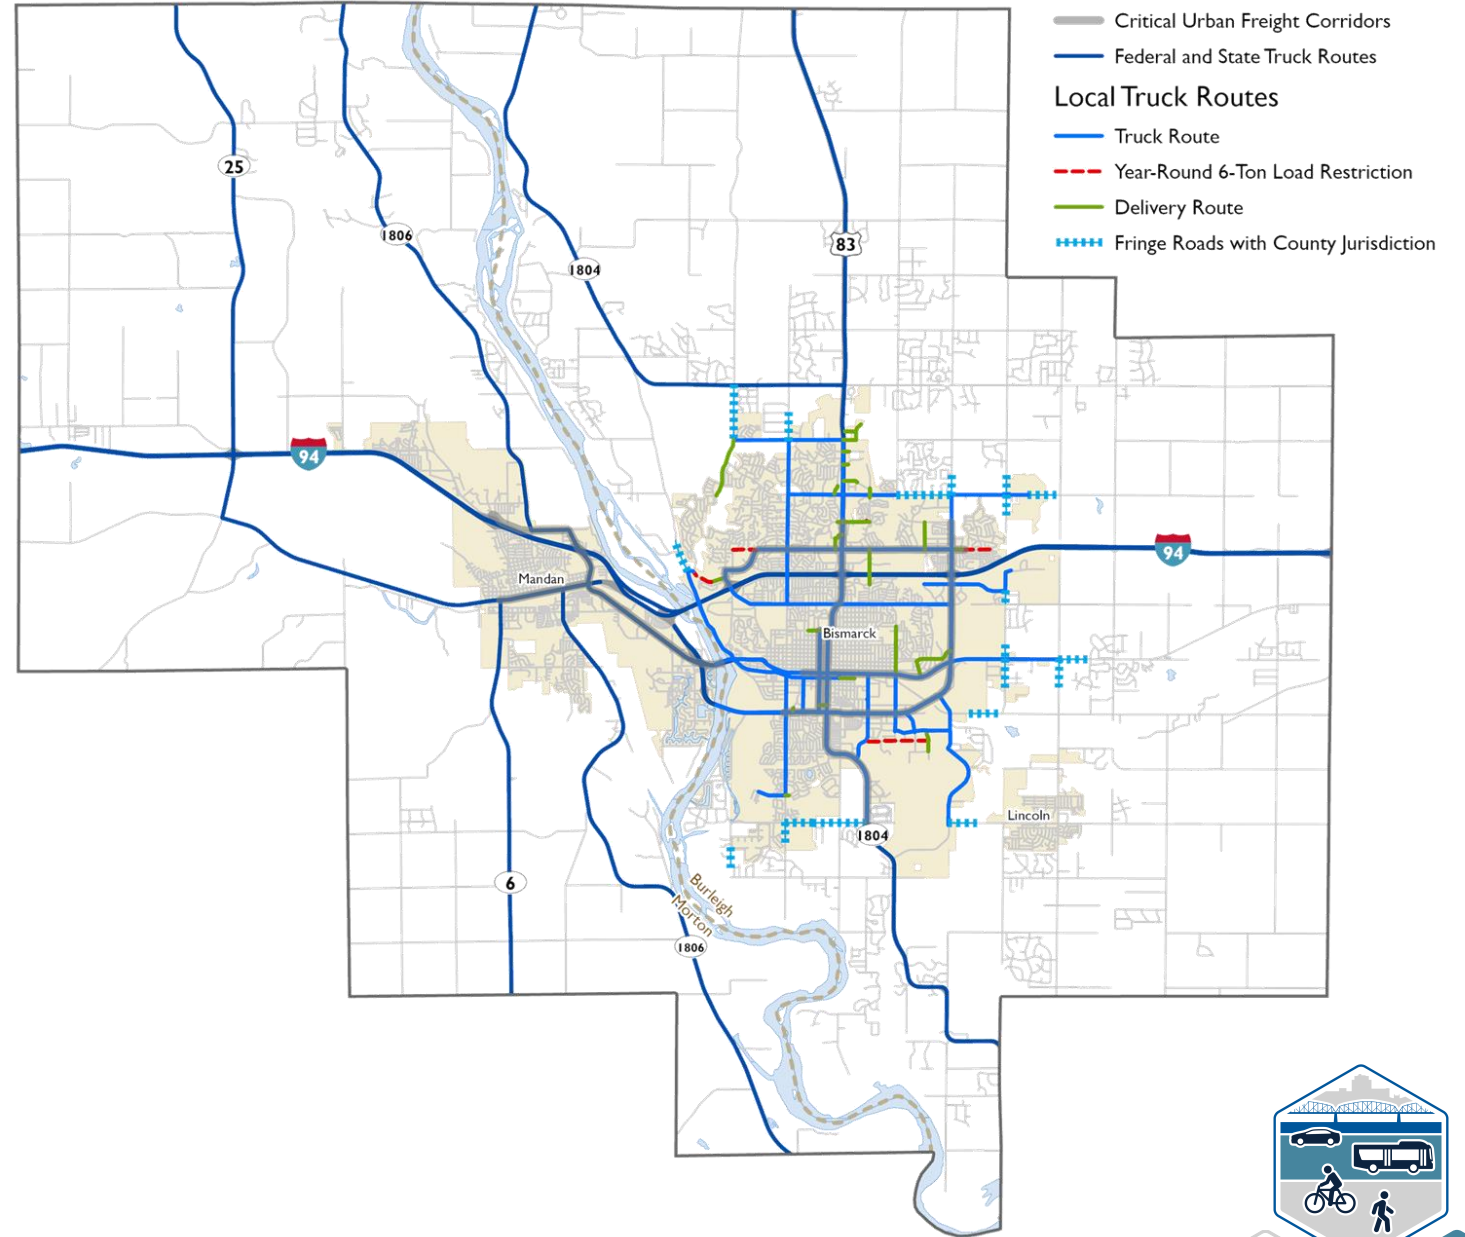 Critical Urban Freight Corridors
Federal and State Truck Routes
Local Truck Routes
Truck Route
Year-Round 6-Ton Load Restriction
Delivery Route
Fringe Roads with County Jurisdiction
25
1806
1804
83
94
94
Mandan
Bismarck
Lincoln
1804
6
Burleigh
Morton
1806